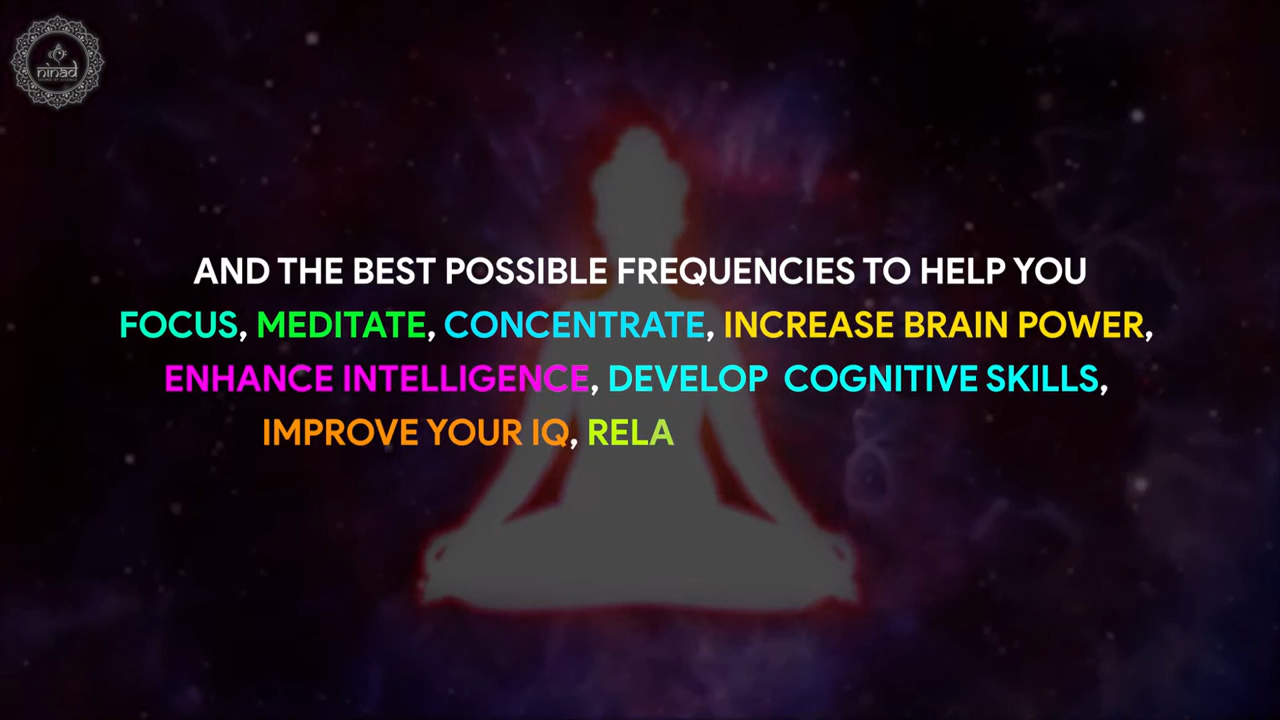 ninad
AND THE BEST POSSIBLE FREQUENCIES TO HELP YOU
FOCUS, MEDITATE, CONCENTRATE, INCREASE BRAIN POWER,
ENHANCE INTELLIGENCE, DEVELOP  COGNITIVE SKILLS,
IMPROVE YOUR IQ, RELA